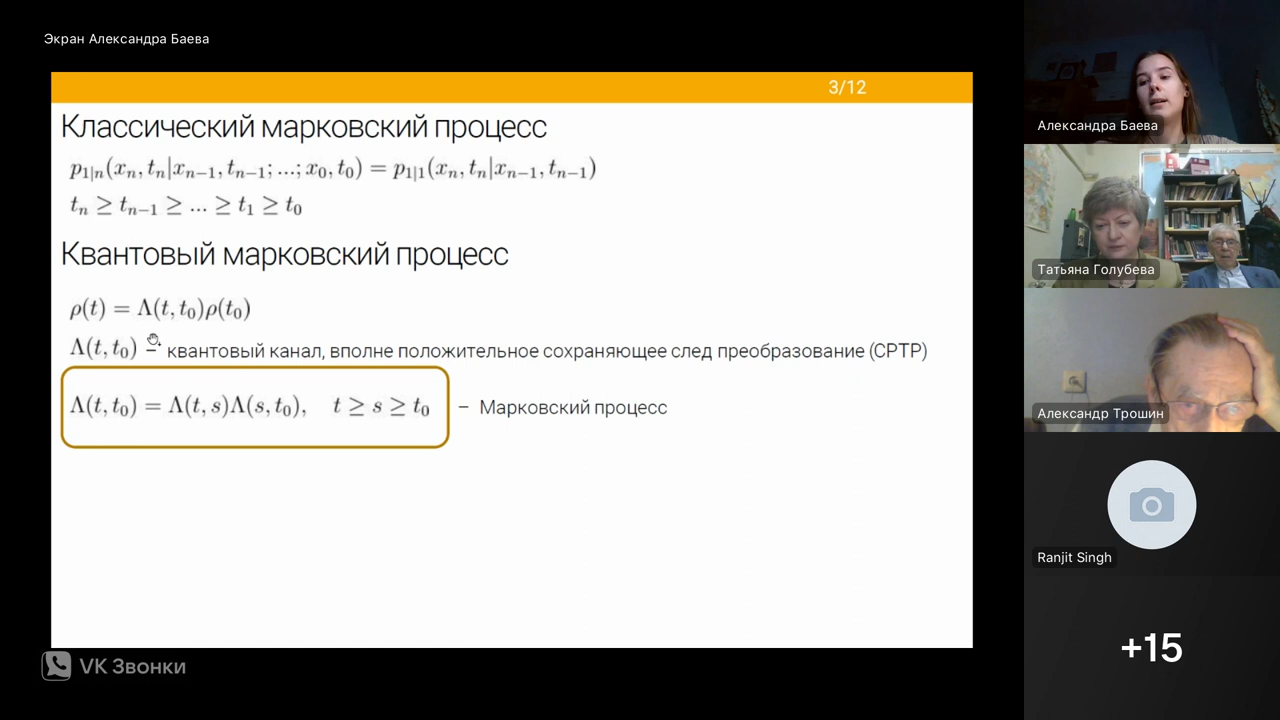 Экран Александра Баева
3/12
Классический марковский процесс
p_{1|n}(x_n, t_n|x_{n−1}, t_{n−1}; ...; x_0, t_0) = p_{1|1}(x_n, t_n|x_{n−1}, t_{n−1})
t_n ≥ t_{n−1} ≥ ... ≥ t_1 ≥ t_0
Квантовый марковский процесс
ρ(t) = Λ(t, t_0)ρ(t_0)
Λ(t, t_0) – квантовый канал, вполне положительное сохраняющее след преобразование (CPTP)
Λ(t, t_0) = Λ(t, s)Λ(s, t_0), t ≥ s ≥ t_0 – Марковский процесс
VK Звонки
Александра Баева
Татьяна Голубева
Александр Трошин
Ranjit Singh
+15